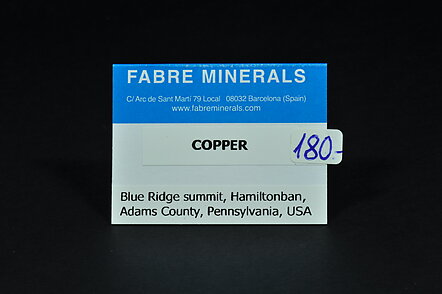 FABRE MINERALS
C/Arc de Sant Martí 79 Local 08032 Barcelona (Spain)
www.fabreminerals.com
COPPER
180.-
Blue Ridge summit, Hamiltonban,
Adams County, Pennsylvania, USA